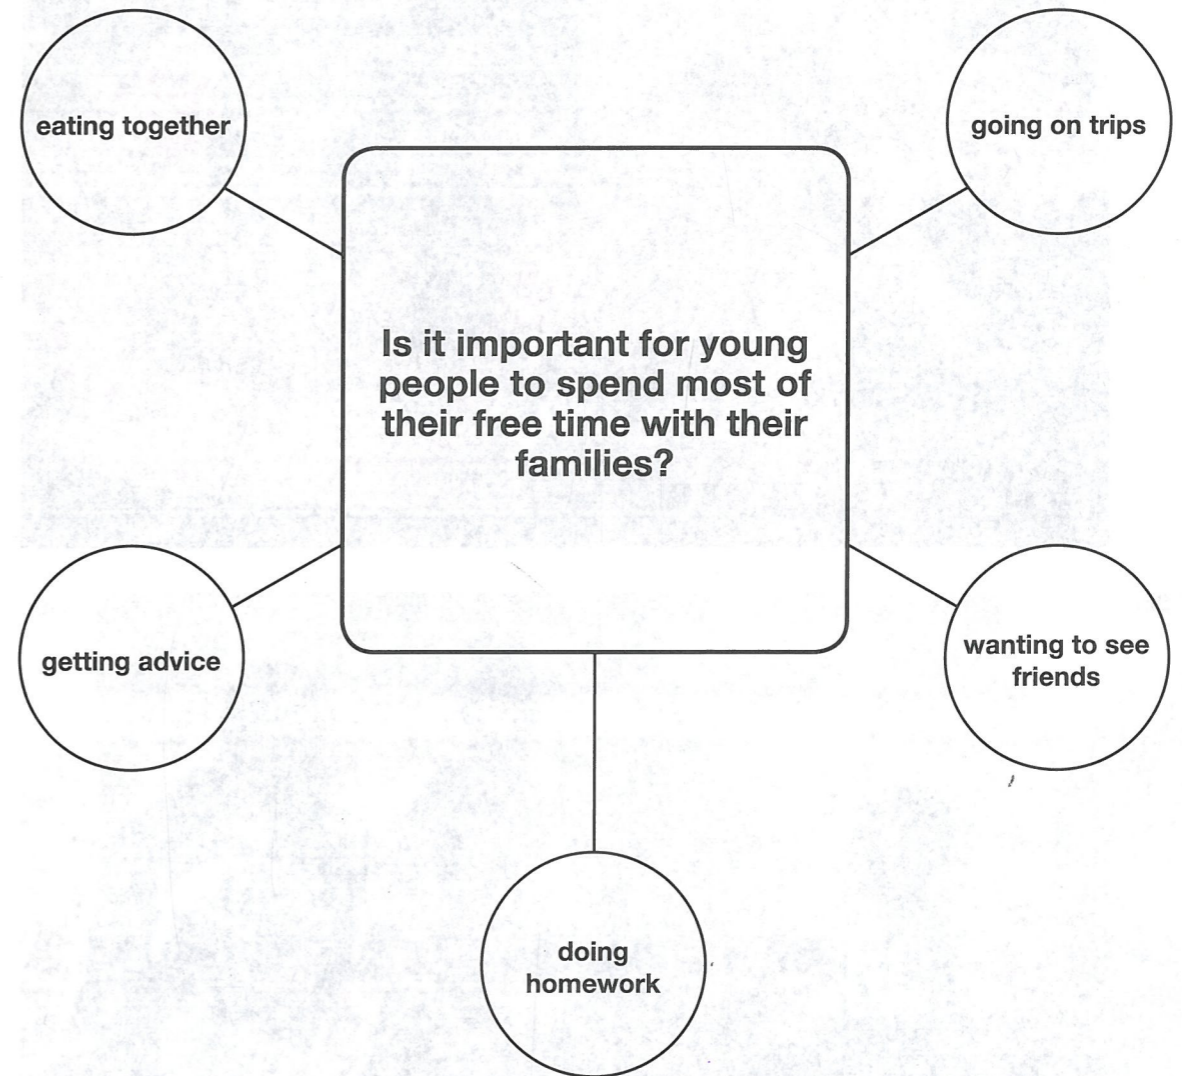 eating together
going on trips
Is it important for young
people to spend most of
their free time with their
families?
getting advice
wanting to see
friends
doing
homework